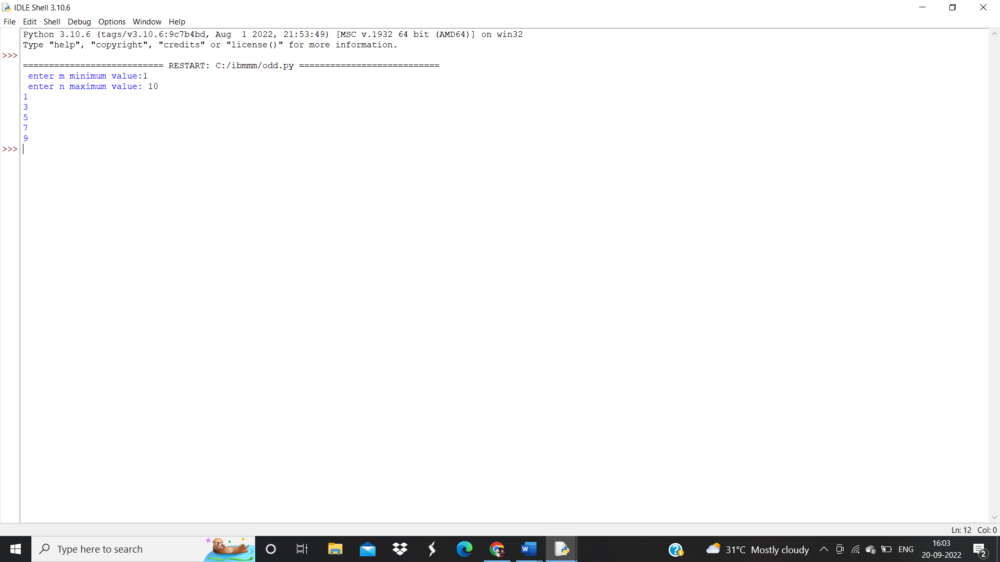 IDLE Shell 3.10.6
File Edit Shell Debug Options Window Help
Python 3.10.6 (tags/v3.10.6:9c7b4bd, Aug  1 2022, 21:53:49) [MSC v.1932 64 bit (AMD64)] on win32
Type "help", "copyright", "credits" or "license()" for more information.
>>>
=========================== RESTART: C:/ibmmm/odd.py ===========================
enter m minimum value:1
enter n maximum value: 10
1
3
5
7
9
>>>
Ln: 12 Col: 0
Type here to search
31°C Mostly cloudy
ENG
16:03
20-09-2022
2